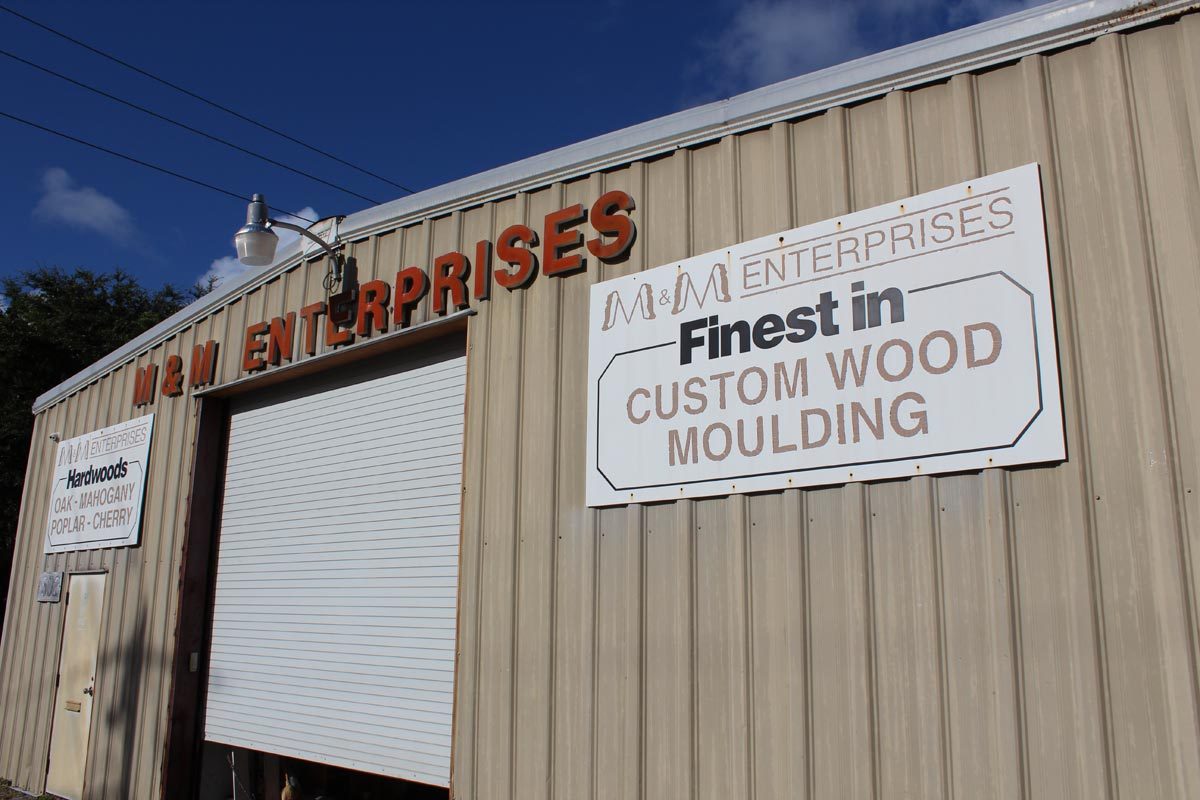 M & M ENTERPRISES
M&M ENTERPRISES
Hardwoods
OAK - MAHOGANY
POPLAR - CHERRY
M&M ENTERPRISES
Finest in
CUSTOM WOOD
MOULDING